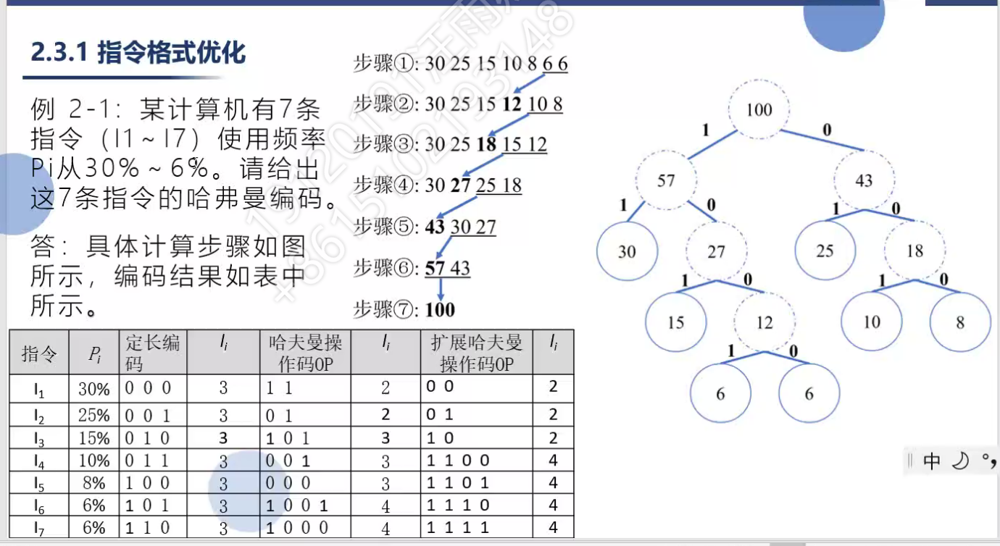 2.3.1 指令格式优化
例 2-1：某计算机有7条
指令（I1～I7）使用频率
Pi从30%～6%。请给出
这7条指令的哈弗曼编码。
答：具体计算步骤如图
所示，编码结果如表中
所示。
步骤①: 30 25 15 10 8 6 6
步骤②: 30 25 15 12 10 8
步骤③: 30 25 18 15 12
步骤④: 30 27 25 18
步骤⑤: 43 30 27
步骤⑥: 57 43
步骤⑦: 100
100
1 0
57 43
1 0 1 0
30 27 25 18
1 0 1 0
15 12 10 8
1 0
6 6
指令 Pi 定长编码 li 哈夫曼操作码OP li 扩展哈夫曼操作码OP li
I1 30% 0 0 0 3 1 1 2 0 0 2
I2 25% 0 0 1 3 0 1 2 0 1 2
I3 15% 0 1 0 3 1 0 1 3 1 0 2
I4 10% 0 1 1 3 0 0 1 3 1 1 0 0 4
I5 8% 1 0 0 3 0 0 0 3 1 1 0 1 4
I6 6% 1 0 1 3 1 0 0 1 4 1 1 1 0 4
I7 6% 1 1 0 3 1 0 0 0 4 1 1 1 1 4
中